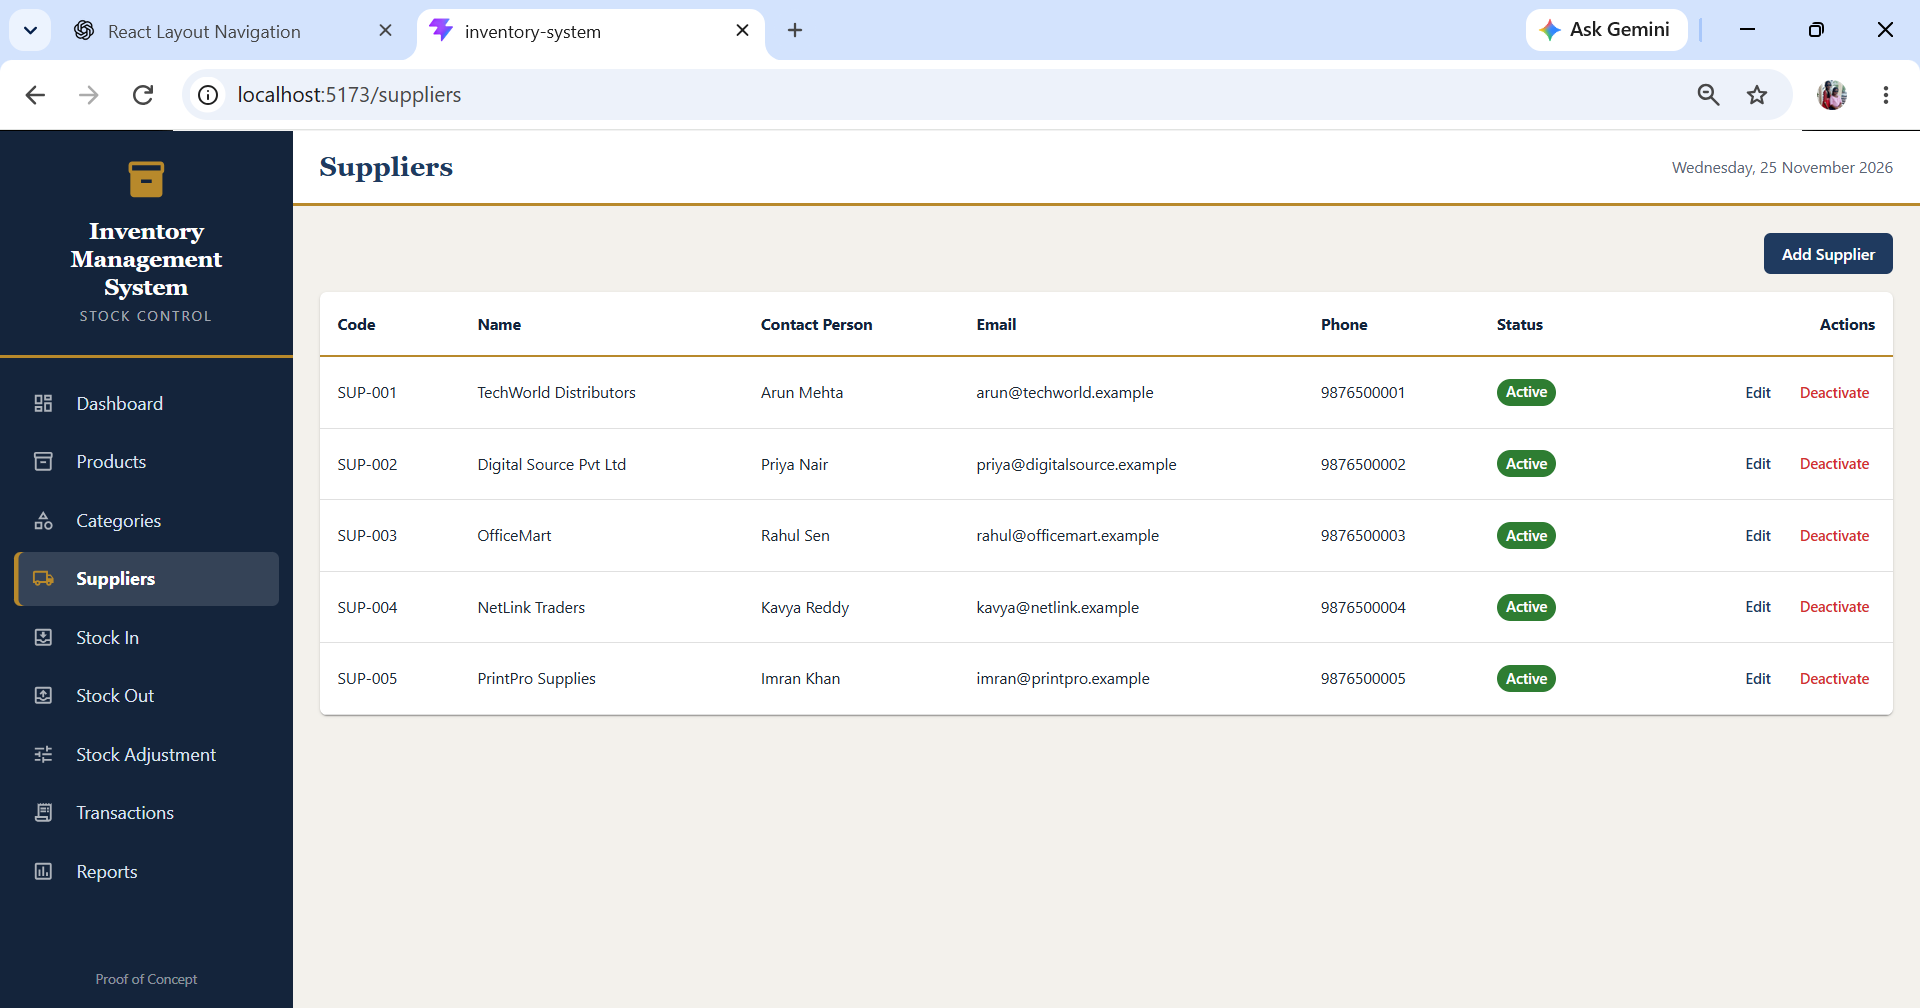 React Layout Navigation
inventory-system
Ask Gemini
localhost:5173/suppliers
Inventory
Management
System
STOCK CONTROL
Dashboard
Products
Categories
Suppliers
Stock In
Stock Out
Stock Adjustment
Transactions
Reports
Proof of Concept
Suppliers
Wednesday, 25 November 2026
Add Supplier
Code Name Contact Person Email Phone Status Actions
SUP-001 TechWorld Distributors Arun Mehta arun@techworld.example 9876500001 Active Edit Deactivate
SUP-002 Digital Source Pvt Ltd Priya Nair priya@digitalsource.example 9876500002 Active Edit Deactivate
SUP-003 OfficeMart Rahul Sen rahul@officemart.example 9876500003 Active Edit Deactivate
SUP-004 NetLink Traders Kavya Reddy kavya@netlink.example 9876500004 Active Edit Deactivate
SUP-005 PrintPro Supplies Imran Khan imran@printpro.example 9876500005 Active Edit Deactivate